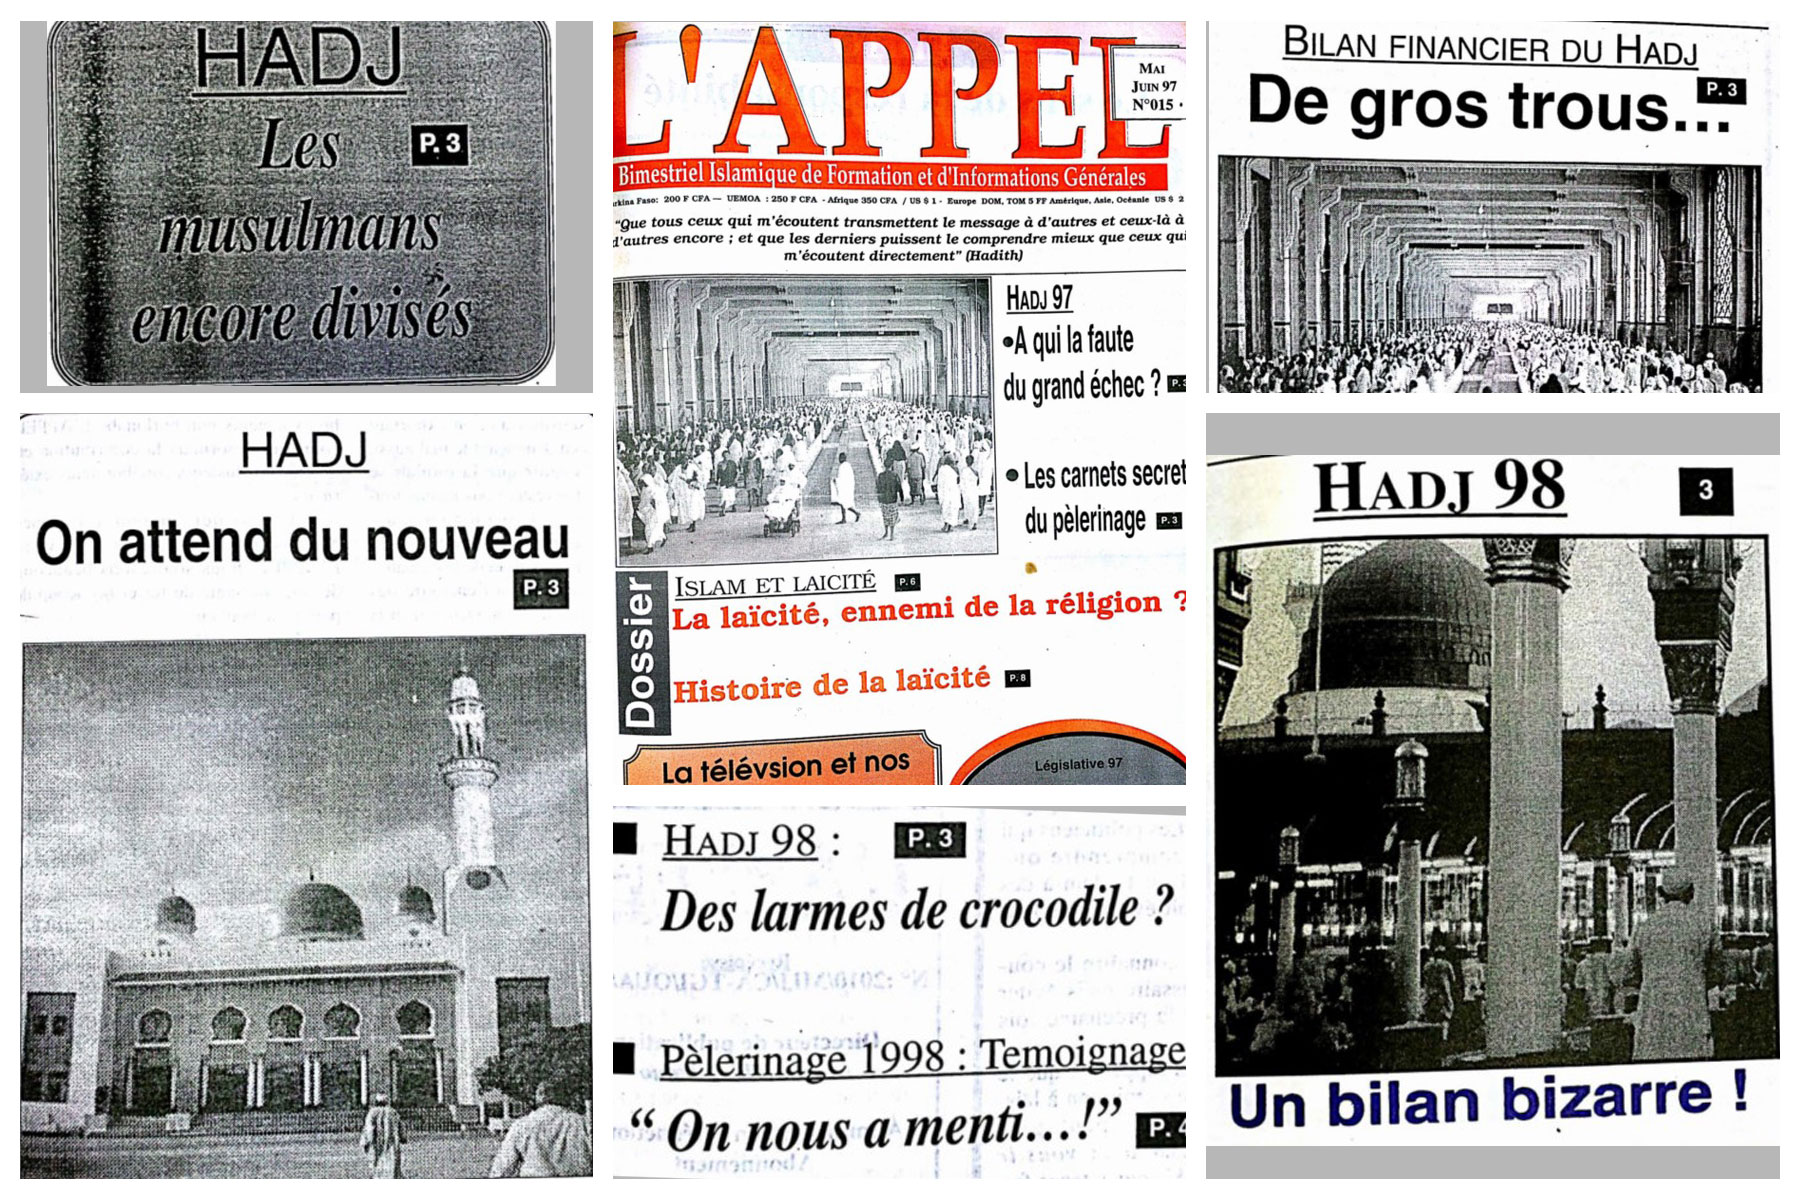 HADJ
Les
P. 3
musulmans
encore divisés
HADJ
On attend du nouveau
P. 3
L'APPEL
MAI
JUIN 97
N°015
Bimestriel Islamique de Formation et d'Informations Générales
Faso: 200 F CFA — UEMOA : 250 F CFA - Afrique 350 CFA / US $ 1 - Europe DOM, TOM 5 FF Amérique, Asie, Océanie US $ 2
"Que tous ceux qui m'écoutent transmettent le message à d'autres et ceux-là à
d'autres encore ; et que les derniers puissent le comprendre mieux que ceux qui
m'écoutent directement" (Hadith)
HADJ 97
•A qui la faute
du grand échec ? P. 3
• Les carnets secret
du pèlerinage P. 3
Dossier
ISLAM ET LAICITÉ P. 6
La laïcité, ennemi de la réligion ?
Histoire de la laïcité P. 8
La télévsion et nos
Législative 97
HADJ 98 : P. 3
Des larmes de crocodile ?
Pèlerinage 1998 : Temoignage
“ On nous a menti...!” P. 4
BILAN FINANCIER DU HADJ
De gros trous... P. 3
HADJ 98 3
Un bilan bizarre !